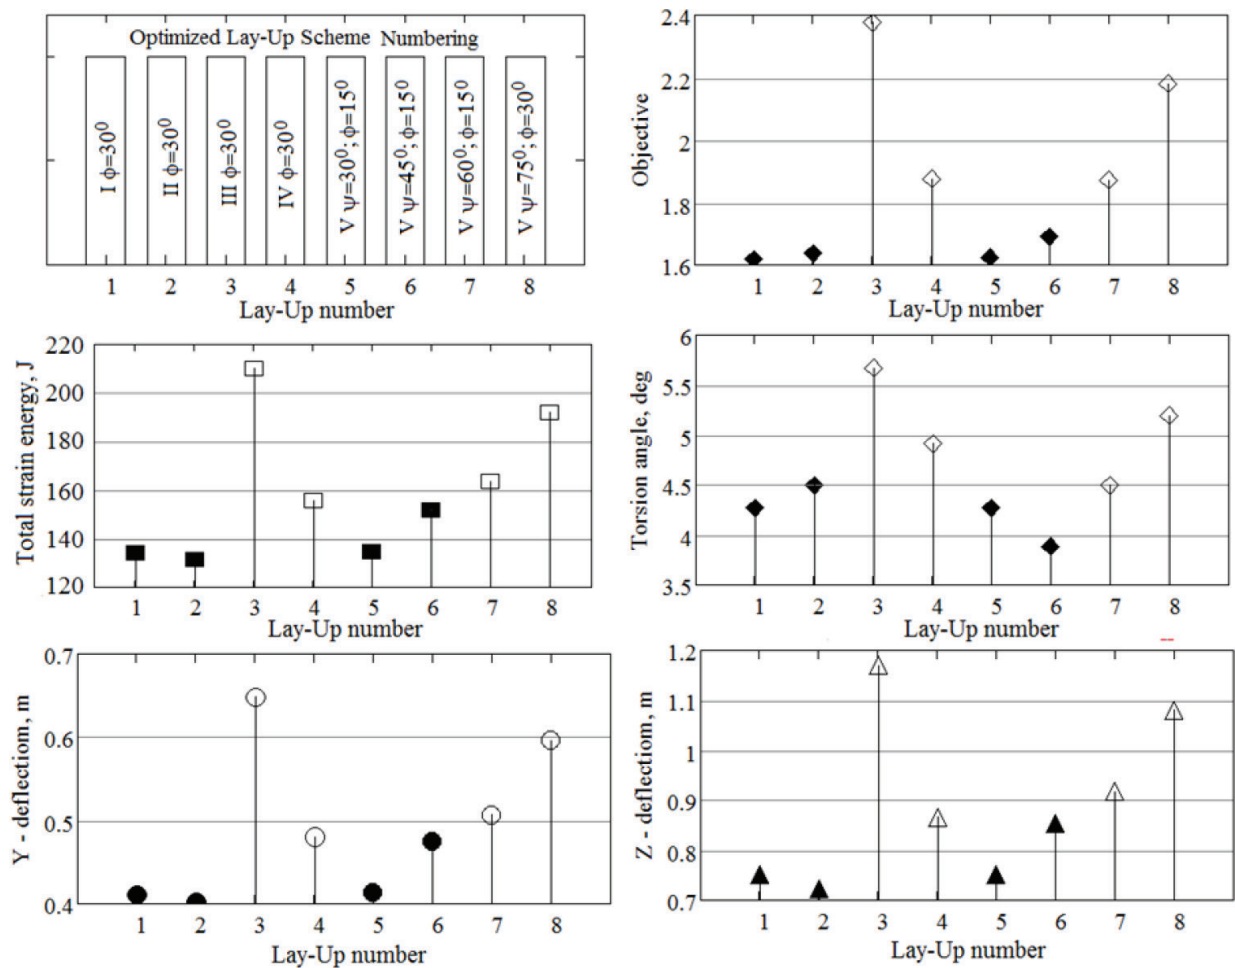 Optimized Lay-Up Scheme Numbering
I ϕ=30⁰
II ϕ=30⁰
III ϕ=30⁰
IV ϕ=30⁰
V ψ=30⁰; ϕ=15⁰
V ψ=45⁰; ϕ=15⁰
V ψ=60⁰; ϕ=15⁰
V ψ=75⁰; ϕ=30⁰
1 2 3 4 5 6 7 8
Lay-Up number
Objective
2.4
2.2
2
1.8
1.6
1 2 3 4 5 6 7 8
Lay-Up number
Total strain energy, J
220
200
180
160
140
120
1 2 3 4 5 6 7 8
Lay-Up number
Torsion angle, deg
6
5.5
5
4.5
4
3.5
1 2 3 4 5 6 7 8
Lay-Up number
Y - deflectiom, m
0.7
0.6
0.5
0.4
1 2 3 4 5 6 7 8
Lay-Up number
Z - deflectiom, m
1.2
1.1
1
0.9
0.8
0.7
1 2 3 4 5 6 7 8
Lay-Up number